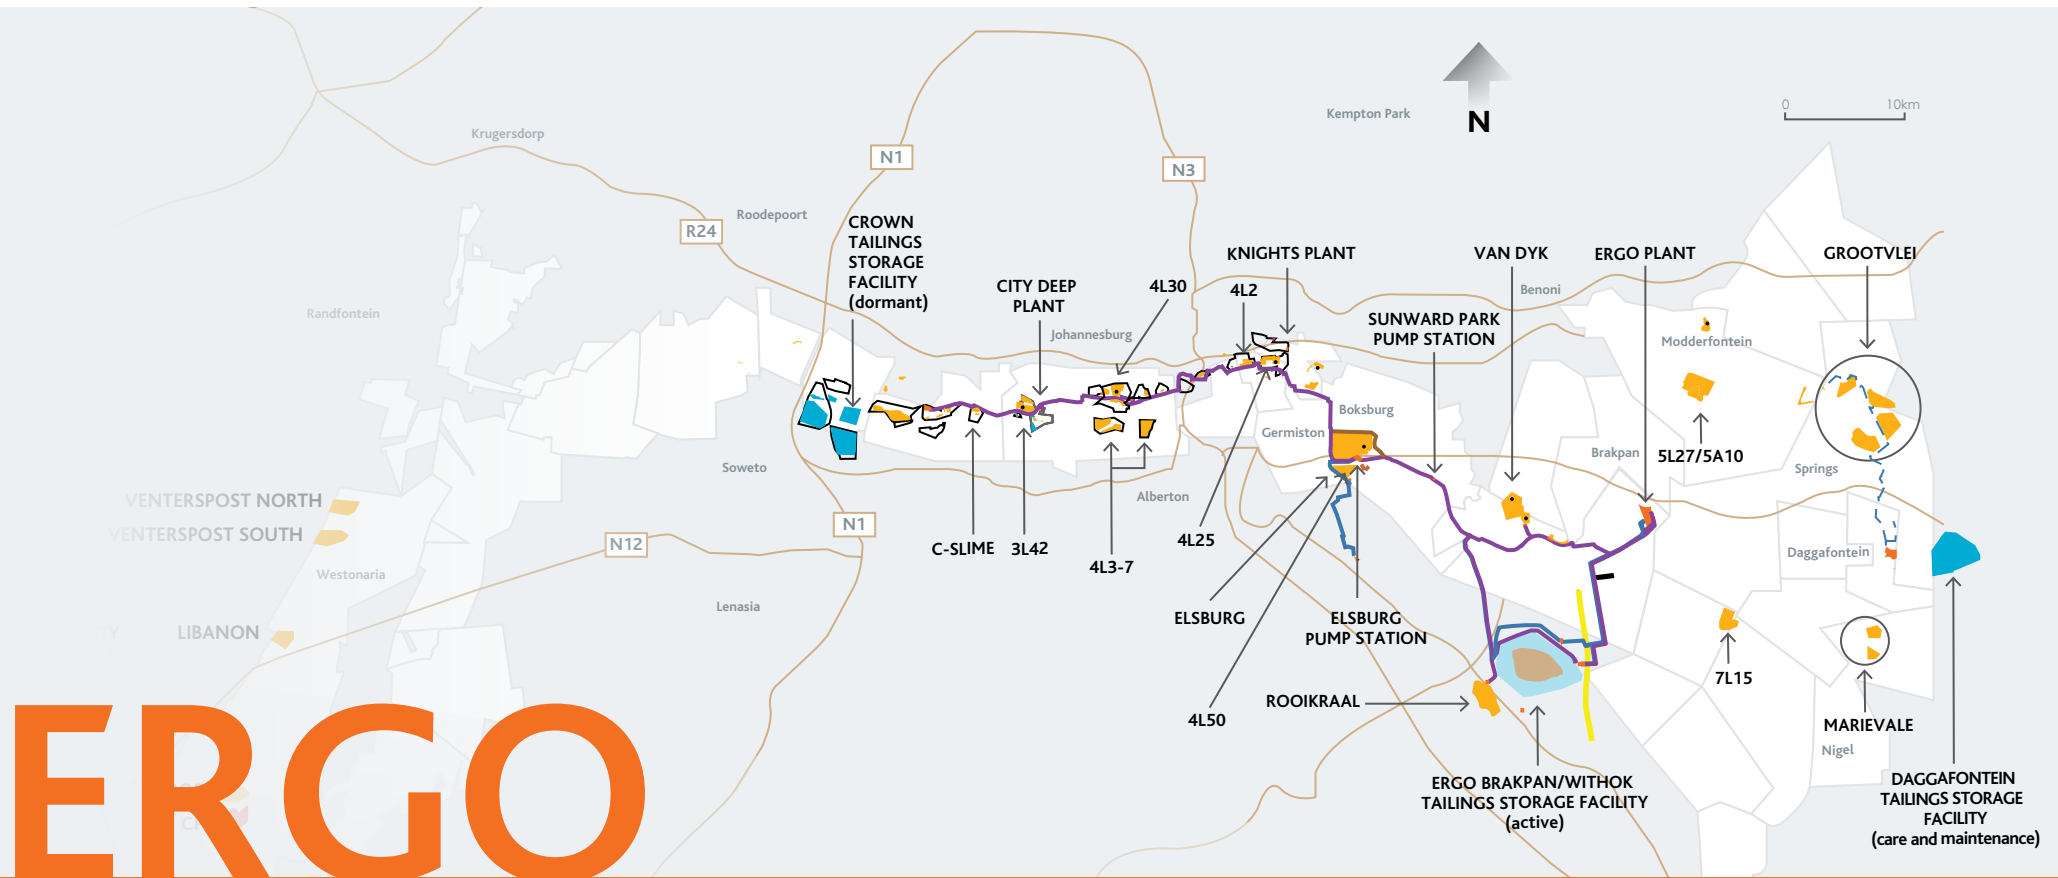 Kempton Park
N
0 10km
Krugersdorp
N1
N3
Roodepoort
R24
CROWN
TAILINGS
STORAGE
FACILITY
(dormant)
KNIGHTS PLANT
VAN DYK
ERGO PLANT
GROOTVLEI
CITY DEEP
PLANT
4L30
4L2
Benoni
Randfontein
Johannesburg
SUNWARD PARK
PUMP STATION
Modderfontein
Boksburg
Germiston
Brakpan
5L27/5A10
Soweto
Springs
Alberton
VENTERSPOST NORTH
VENTERSPOST SOUTH
N1
N12
C-SLIME
3L42
4L3-7
4L25
Daggafontein
Westonaria
Lenasia
LIBANON
ELSBURG
ELSBURG
PUMP STATION
7L15
ROOIKRAAL
4L50
MARIEVALE
Nigel
ERGO BRAKPAN/WITHOK
TAILINGS STORAGE FACILITY
(active)
DAGGAFONTEIN
TAILINGS STORAGE
FACILITY
(care and maintenance)
ERGO